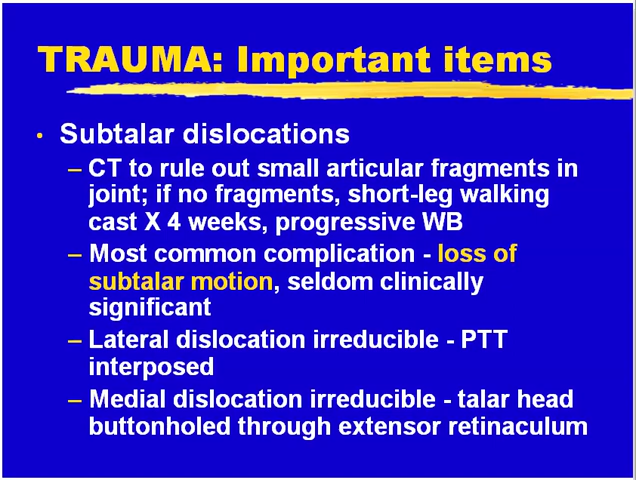 TRAUMA: Important items
• Subtalar dislocations
– CT to rule out small articular fragments in
joint; if no fragments, short-leg walking
cast X 4 weeks, progressive WB
– Most common complication - loss of
subtalar motion, seldom clinically
significant
– Lateral dislocation irreducible - PTT
interposed
– Medial dislocation irreducible - talar head
buttonholed through extensor retinaculum